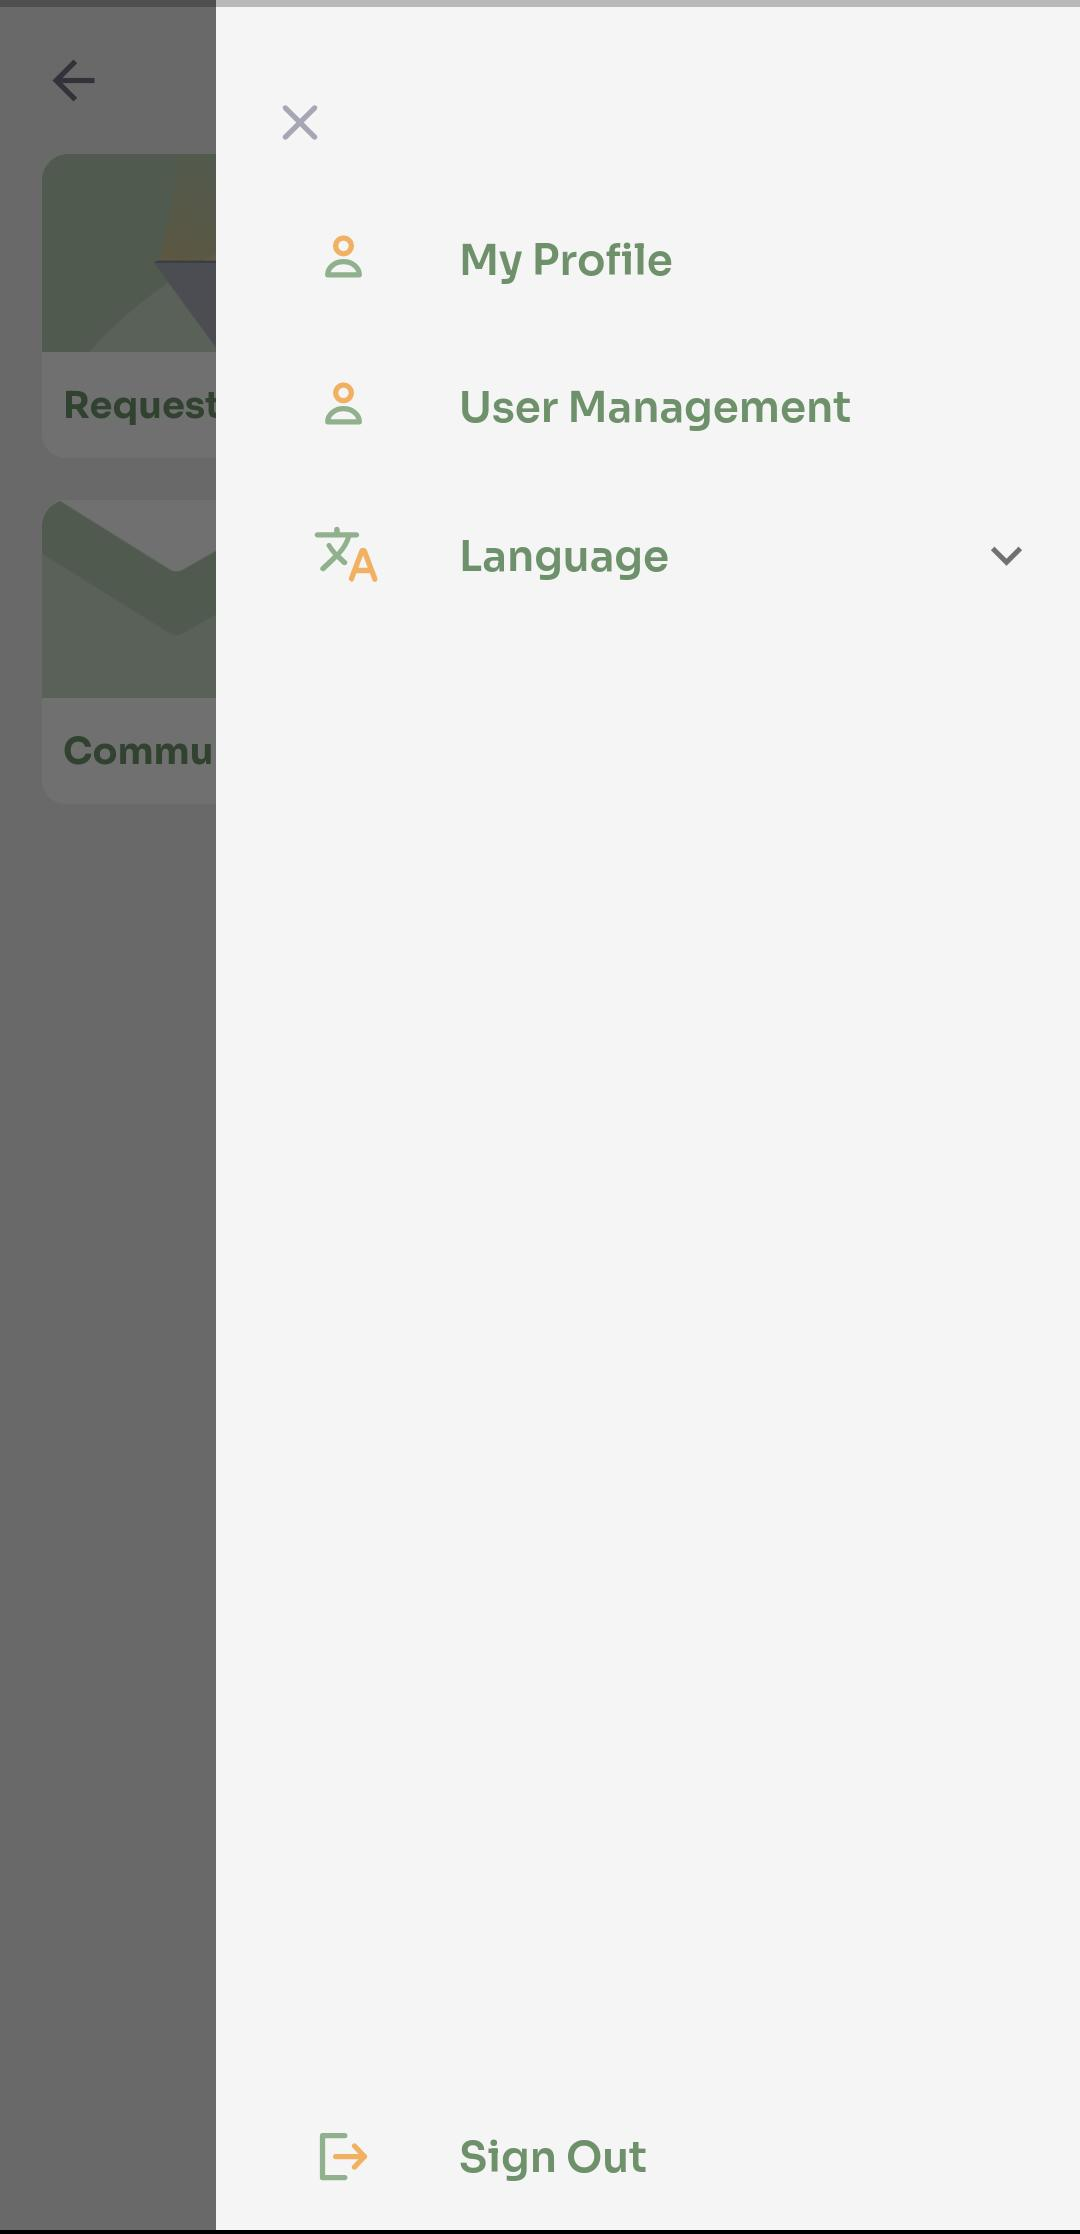 My Profile
User Management
Language
Sign Out
Request
Commu